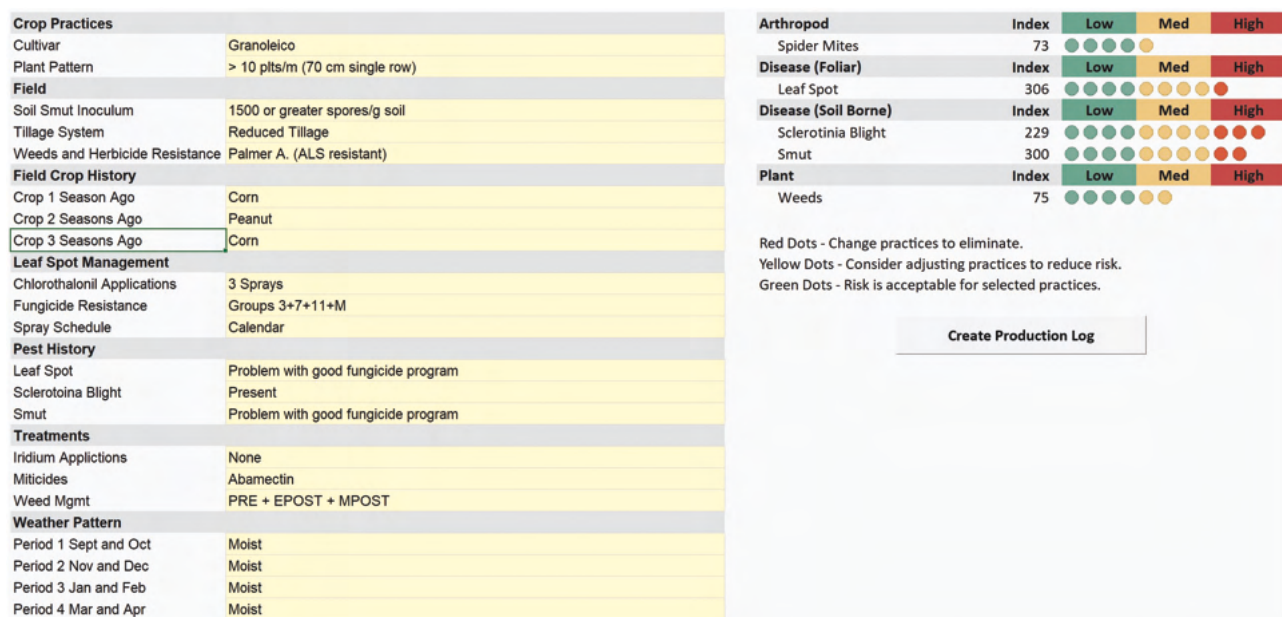 Crop Practices
Cultivar Granoleico
Plant Pattern > 10 plts/m (70 cm single row)
Field
Soil Smut Inoculum 1500 or greater spores/g soil
Tillage System Reduced Tillage
Weeds and Herbicide Resistance Palmer A. (ALS resistant)
Field Crop History
Crop 1 Season Ago Corn
Crop 2 Seasons Ago Peanut
Crop 3 Seasons Ago Corn
Leaf Spot Management
Chlorothalonil Applications 3 Sprays
Fungicide Resistance Groups 3+7+11+M
Spray Schedule Calendar
Pest History
Leaf Spot Problem with good fungicide program
Sclerotoina Blight Present
Smut Problem with good fungicide program
Treatments
Iridium Applictions None
Miticides Abamectin
Weed Mgmt PRE + EPOST + MPOST
Weather Pattern
Period 1 Sept and Oct Moist
Period 2 Nov and Dec Moist
Period 3 Jan and Feb Moist
Period 4 Mar and Apr Moist
Arthropod Index Low Med High
Spider Mites 73
Disease (Foliar) Index Low Med High
Leaf Spot 306
Disease (Soil Borne) Index Low Med High
Sclerotinia Blight 229
Smut 300
Plant Index Low Med High
Weeds 75
Red Dots - Change practices to eliminate.
Yellow Dots - Consider adjusting practices to reduce risk.
Green Dots - Risk is acceptable for selected practices.
Create Production Log